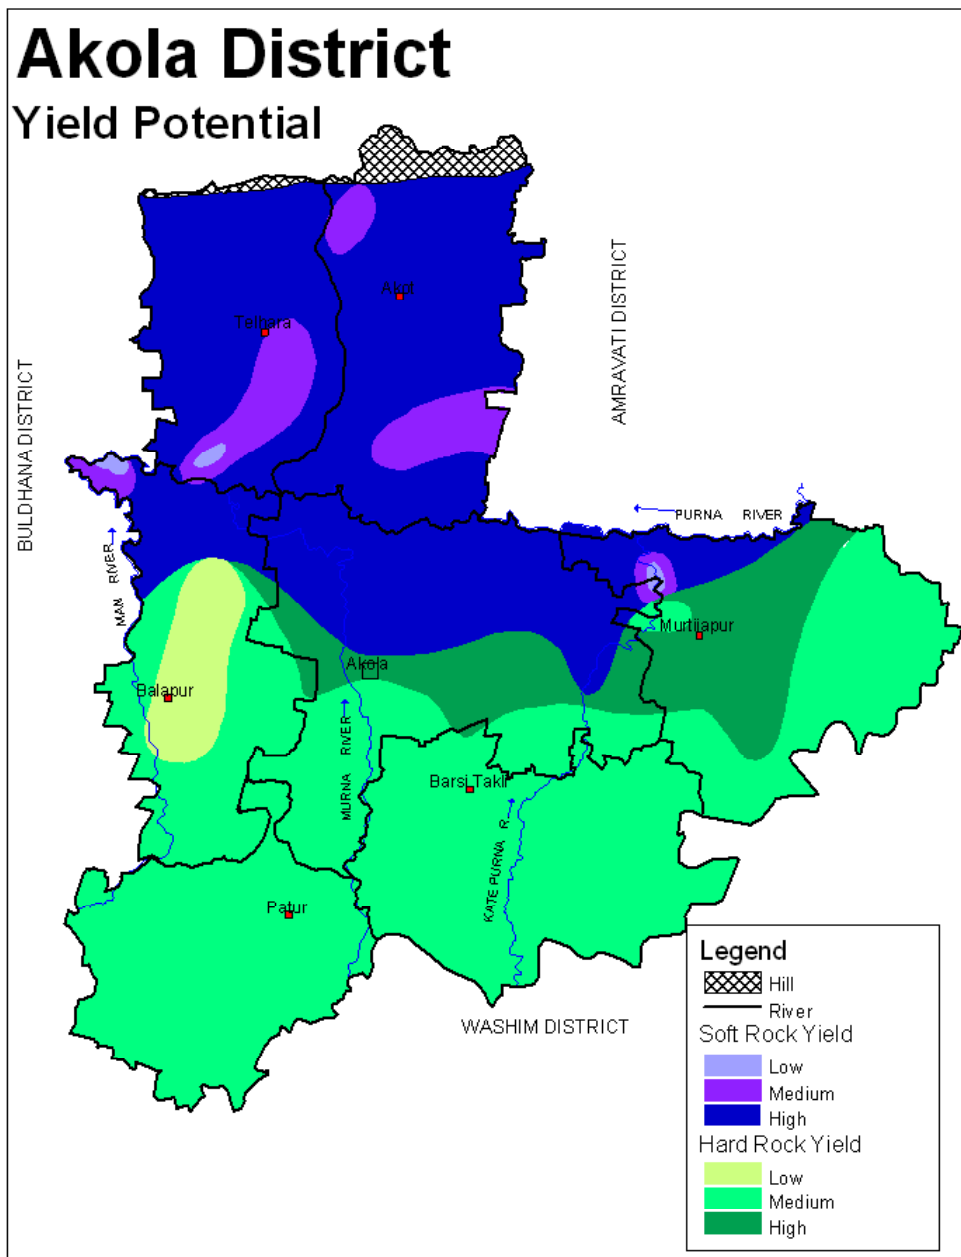 Akola District
Yield Potential
Akot
Telhara
AMRAVATI DISTRICT
BULDHANA DISTRICT
PURNA RIVER
MAN RIVER
Murtijapur
Akola
Balapur
MURNA RIVER
Barsi Takli
KATE PURNA R
Patur
WASHIM DISTRICT
Legend
Hill
River
Soft Rock Yield
Low
Medium
High
Hard Rock Yield
Low
Medium
High